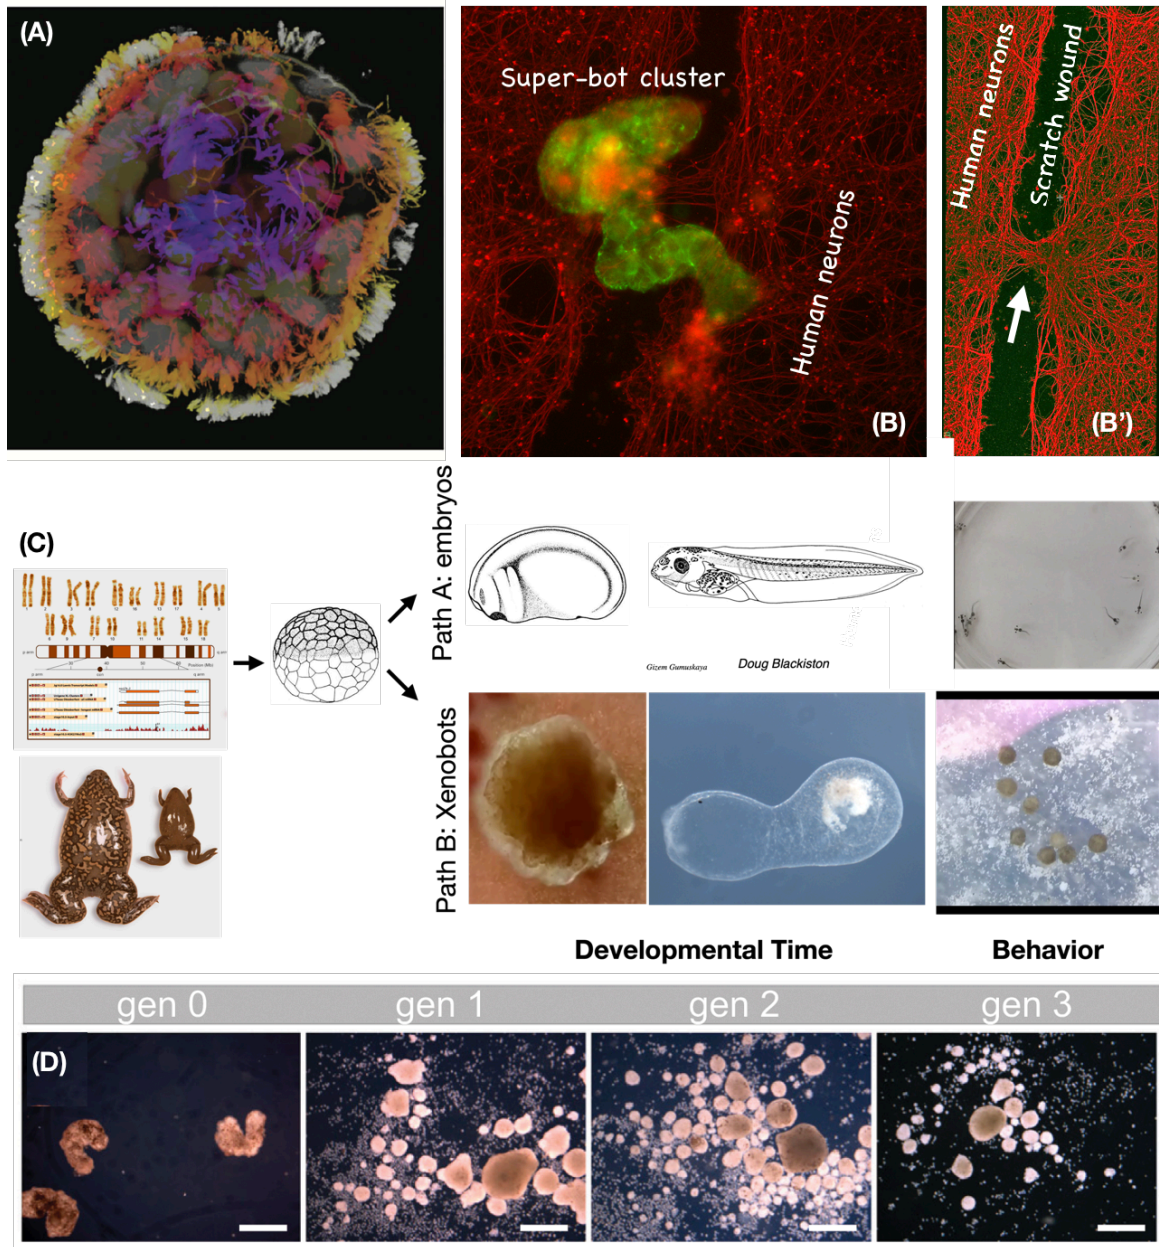 (A)
Super-bot cluster
Human neurons
(B)
Human neurons
Scratch wound
(B’)
(C)
Path A: embryos
Gizem Gumuskaya
Doug Blackiston
Path B: Xenobots
Developmental Time
Behavior
gen 0
gen 1
gen 2
gen 3
(D)